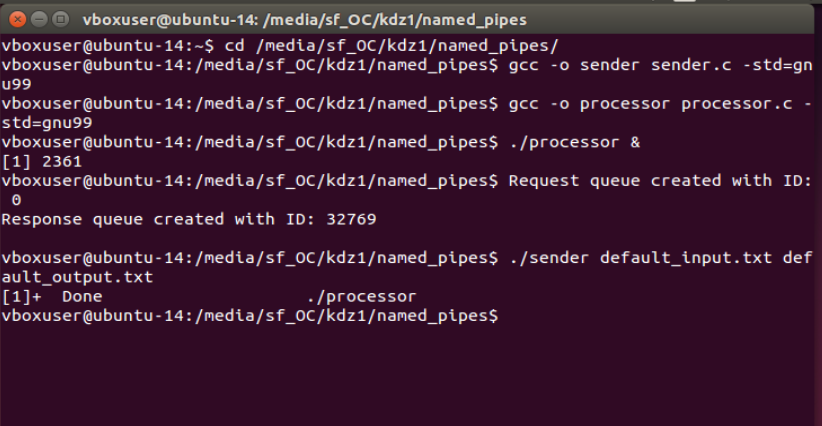 vboxuser@ubuntu-14: /media/sf_OC/kdz1/named_pipes
vboxuser@ubuntu-14:~$ cd /media/sf_OC/kdz1/named_pipes/
vboxuser@ubuntu-14:/media/sf_OC/kdz1/named_pipes$ gcc -o sender sender.c -std=gn
u99
vboxuser@ubuntu-14:/media/sf_OC/kdz1/named_pipes$ gcc -o processor processor.c -
std=gnu99
vboxuser@ubuntu-14:/media/sf_OC/kdz1/named_pipes$ ./processor &
[1] 2361
vboxuser@ubuntu-14:/media/sf_OC/kdz1/named_pipes$ Request queue created with ID:
 0
Response queue created with ID: 32769
vboxuser@ubuntu-14:/media/sf_OC/kdz1/named_pipes$ ./sender default_input.txt def
ault_output.txt
[1]+  Done                    ./processor
vboxuser@ubuntu-14:/media/sf_OC/kdz1/named_pipes$